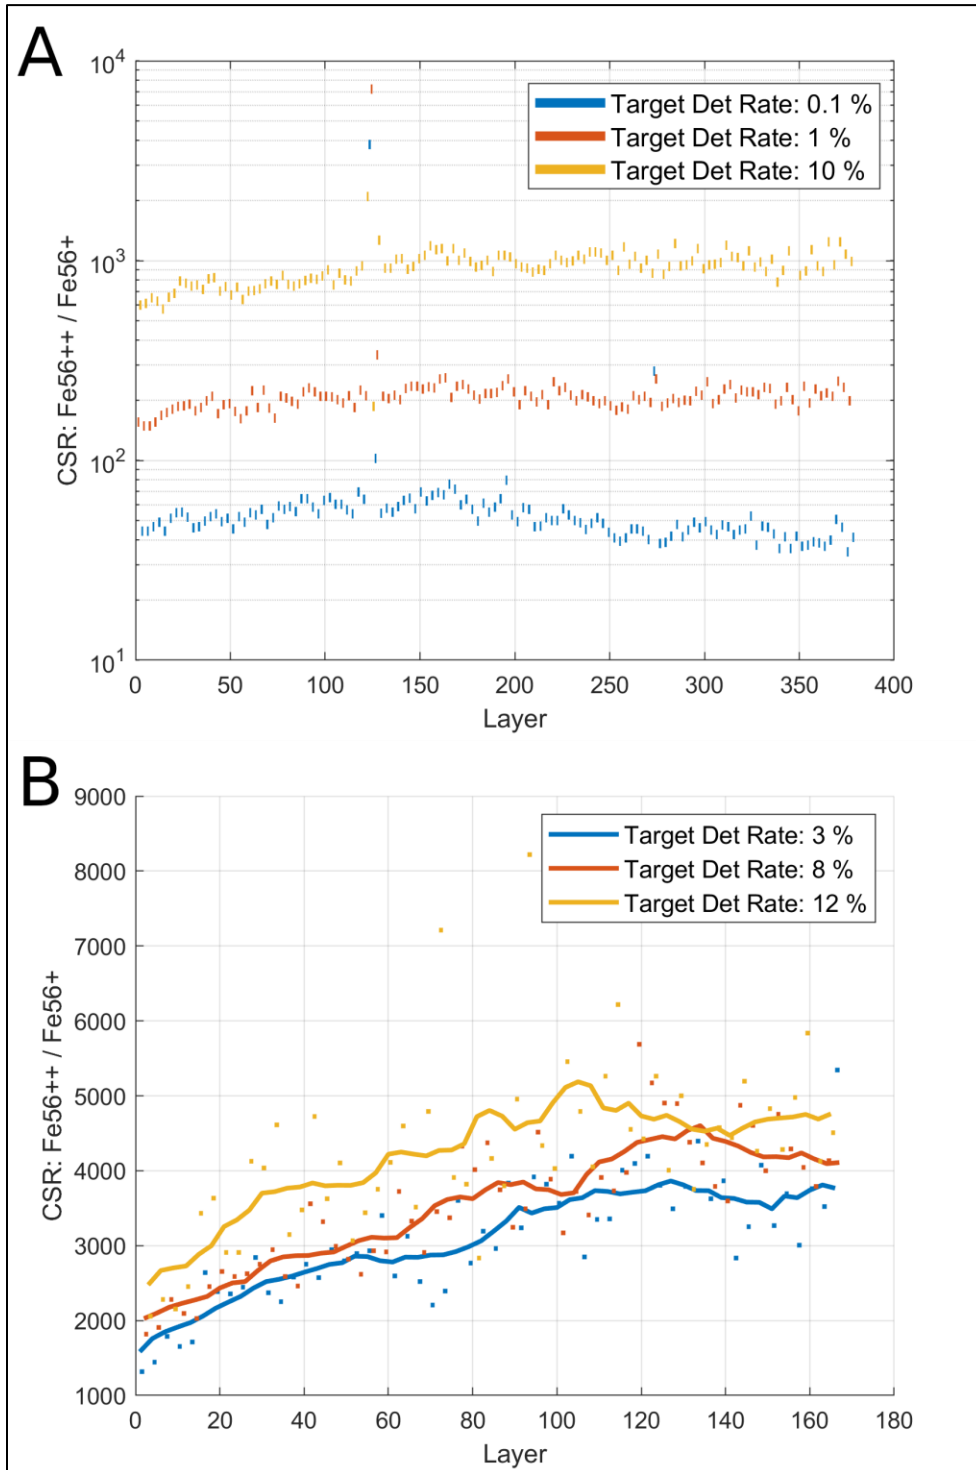 A
10^4
10^3
10^2
10^1
CSR: Fe56++ / Fe56+
Target Det Rate: 0.1 %
Target Det Rate: 1 %
Target Det Rate: 10 %
0 50 100 150 200 250 300 350 400
Layer
B
9000
8000
7000
6000
5000
4000
3000
2000
1000
CSR: Fe56++ / Fe56+
Target Det Rate: 3 %
Target Det Rate: 8 %
Target Det Rate: 12 %
0 20 40 60 80 100 120 140 160 180
Layer